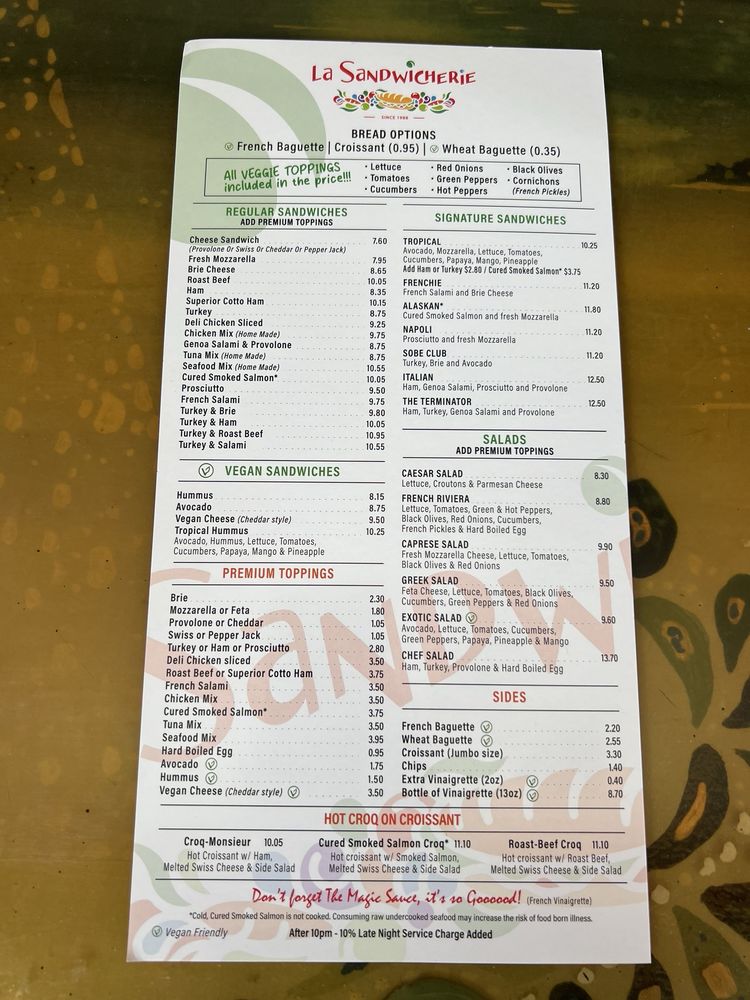 La SANDWICHERIE
SINCE 1988
BREAD OPTIONS
French Baguette | Croissant (0.95) | Wheat Baguette (0.35)
All VEGGIE TOPPINGS
included in the price!!!
· Lettuce
· Tomatoes
· Cucumbers
· Red Onions
· Green Peppers
· Hot Peppers
· Black Olives
· Cornichons
(French Pickles)
REGULAR SANDWICHES
ADD PREMIUM TOPPINGS
Cheese Sandwich 7.60
(Provolone Or Swiss Or Cheddar Or Pepper Jack)
Fresh Mozzarella 7.95
Brie Cheese 8.65
Roast Beef 10.05
Ham 8.35
Superior Cotto Ham 10.15
Turkey 8.75
Deli Chicken Sliced 9.25
Chicken Mix (Home Made) 9.75
Genoa Salami & Provolone 8.75
Tuna Mix (Home Made) 8.75
Seafood Mix (Home Made) 10.55
Cured Smoked Salmon* 10.05
Prosciutto 9.50
French Salami 9.75
Turkey & Brie 9.80
Turkey & Ham 10.05
Turkey & Roast Beef 10.95
Turkey & Salami 10.55
VEGAN SANDWICHES
Hummus 8.15
Avocado 8.75
Vegan Cheese (Cheddar style) 9.50
Tropical Hummus 10.25
Avocado, Hummus, Lettuce, Tomatoes,
Cucumbers, Papaya, Mango & Pineapple
PREMIUM TOPPINGS
Brie 2.30
Mozzarella or Feta 1.80
Provolone or Cheddar 1.05
Swiss or Pepper Jack 1.05
Turkey or Ham or Prosciutto 2.80
Deli Chicken sliced 3.50
Roast Beef or Superior Cotto Ham 3.75
French Salami 3.50
Chicken Mix 3.50
Cured Smoked Salmon* 3.75
Tuna Mix 3.50
Seafood Mix 3.95
Hard Boiled Egg 0.95
Avocado 1.75
Hummus 1.50
Vegan Cheese (Cheddar style) 3.50
SIGNATURE SANDWICHES
TROPICAL 10.25
Avocado, Mozzarella, Lettuce, Tomatoes,
Cucumbers, Papaya, Mango, Pineapple
Add Ham or Turkey $2.80 / Cured Smoked Salmon* $3.75
FRENCHIE 11.20
French Salami and Brie Cheese
ALASKAN* 11.80
Cured Smoked Salmon and fresh Mozzarella
NAPOLI 11.20
Prosciutto and fresh Mozzarella
SOBE CLUB 11.20
Turkey, Brie and Avocado
ITALIAN 12.50
Ham, Genoa Salami, Prosciutto and Provolone
THE TERMINATOR 12.50
Ham, Turkey, Genoa Salami and Provolone
SALADS
ADD PREMIUM TOPPINGS
CAESAR SALAD 8.30
Lettuce, Croutons & Parmesan Cheese
FRENCH RIVIERA 8.80
Lettuce, Tomatoes, Green & Hot Peppers,
Black Olives, Red Onions, Cucumbers,
French Pickles & Hard Boiled Egg
CAPRESE SALAD 9.90
Fresh Mozzarella Cheese, Lettuce, Tomatoes,
Black Olives & Red Onions
GREEK SALAD 9.50
Feta Cheese, Lettuce, Tomatoes, Black Olives,
Cucumbers, Green Peppers & Red Onions
EXOTIC SALAD 9.60
Avocado, Lettuce, Tomatoes, Cucumbers,
Green Peppers, Papaya, Pineapple & Mango
CHEF SALAD 13.70
Ham, Turkey, Provolone & Hard Boiled Egg
SIDES
French Baguette 2.20
Wheat Baguette 2.55
Croissant (Jumbo size) 3.30
Chips 1.40
Extra Vinaigrette (2oz) 0.40
Bottle of Vinaigrette (13oz) 8.70
HOT CROQ ON CROISSANT
Croq-Monsieur 10.05
Hot Croissant w/ Ham,
Melted Swiss Cheese & Side Salad
Cured Smoked Salmon Croq* 11.10
Hot croissant w/ Smoked Salmon,
Melted Swiss Cheese & Side Salad
Roast-Beef Croq 11.10
Hot croissant w/ Roast Beef,
Melted Swiss Cheese & Side Salad
Don't forget The Magic Sauce, it's so Goooood! (French Vinaigrette)
*Cold, Cured Smoked Salmon is not cooked. Consuming raw undercooked seafood may increase the risk of food born illness.
Vegan Friendly
After 10pm - 10% Late Night Service Charge Added